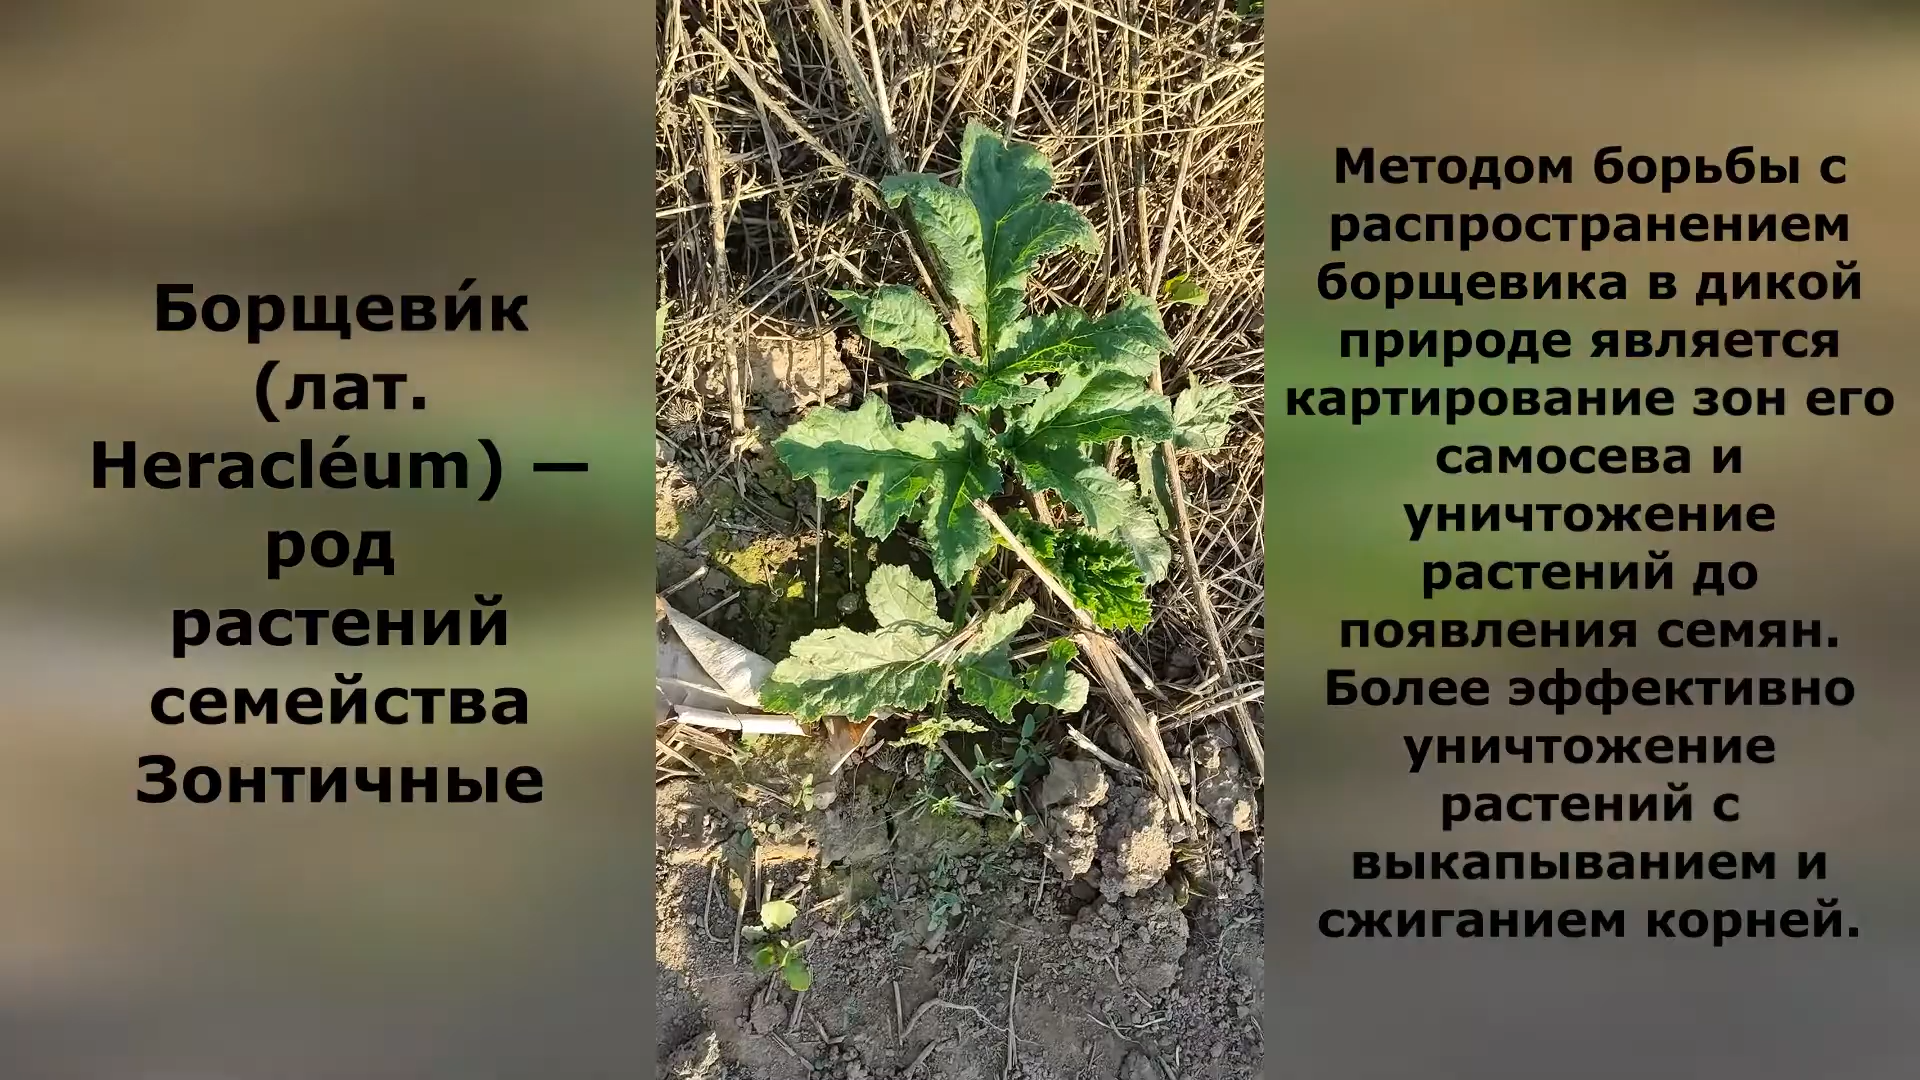 Борщеви́к
(лат.
Heracléum) —
род
растений
семейства
Зонтичные
Методом борьбы с
распространением
борщевика в дикой
природе является
картирование зон его
самосева и
уничтожение
растений до
появления семян.
Более эффективно
уничтожение
растений с
выкапыванием и
сжиганием корней.